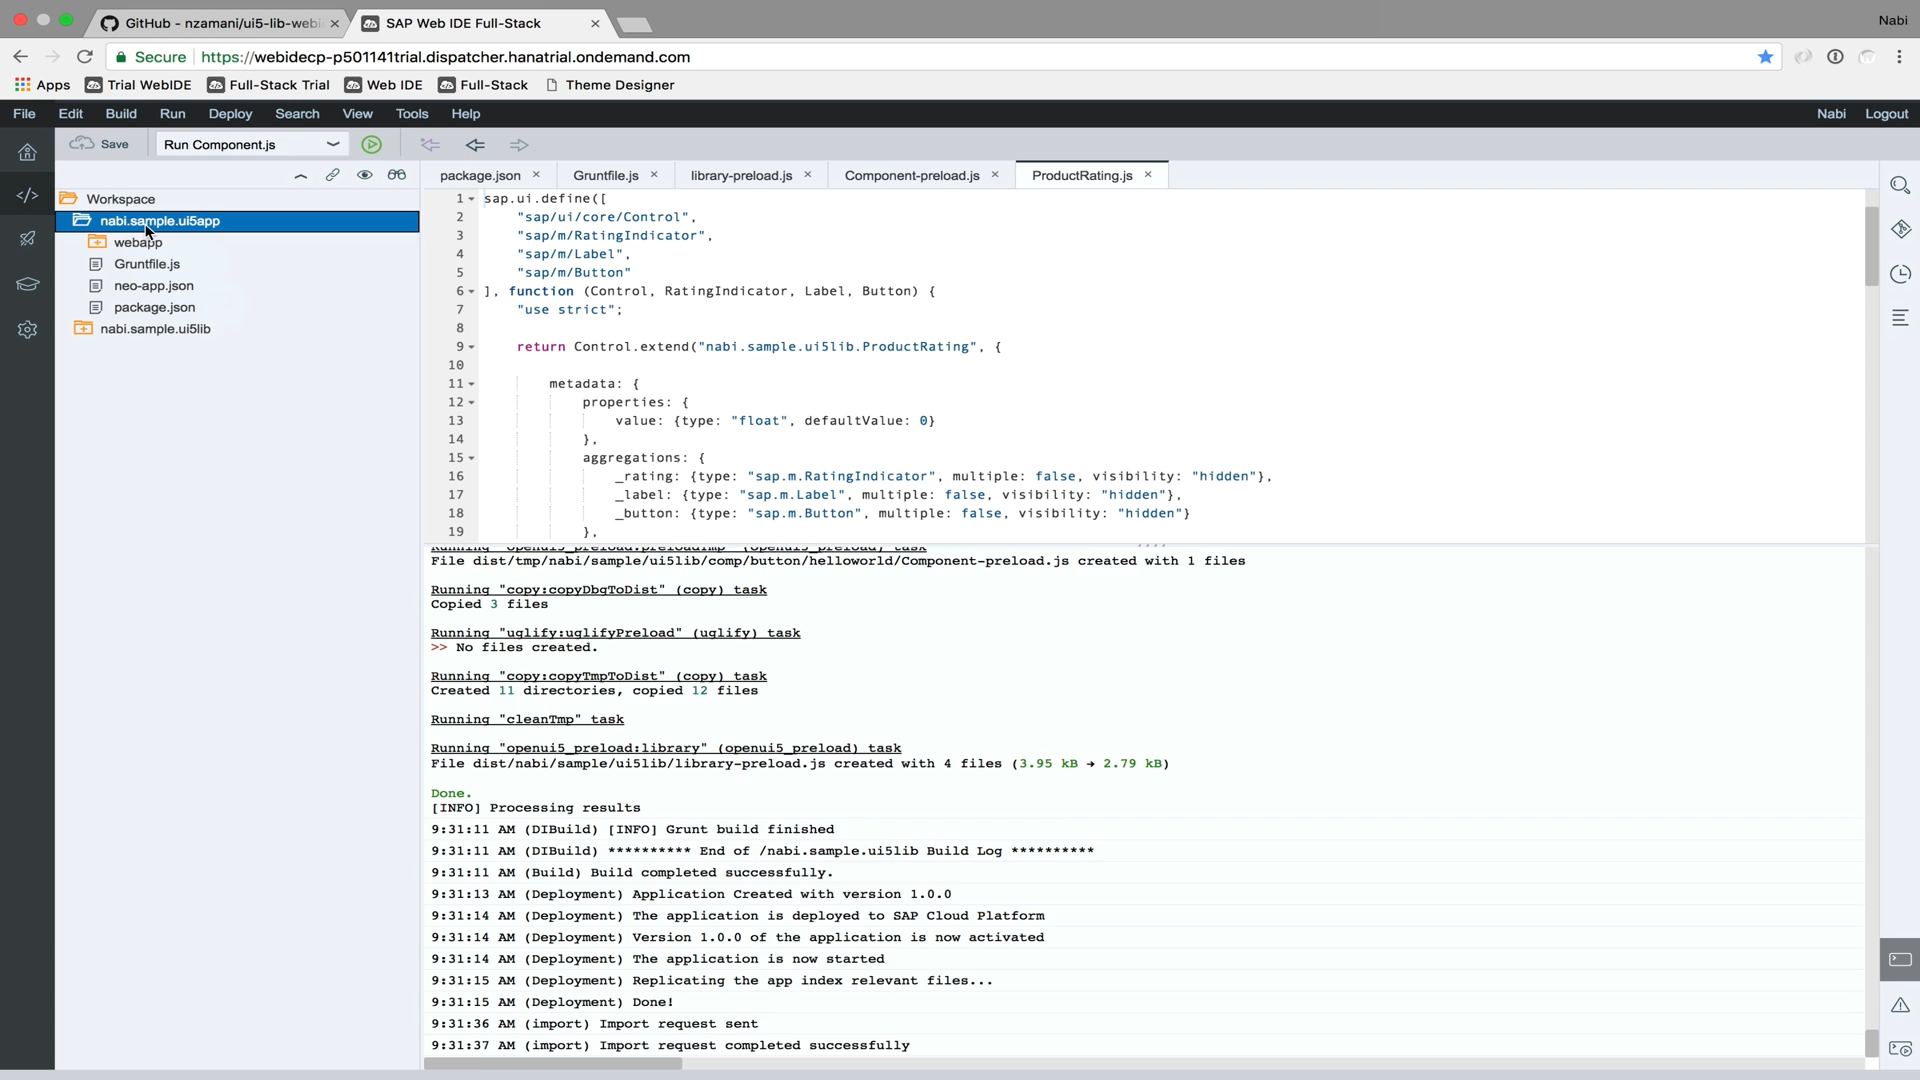 GitHub - nzamani/ui5-lib-webi
SAP Web IDE Full-Stack
Nabi
Secure
https://webidecp-p501141trial.dispatcher.hanatrial.ondemand.com
Apps
Trial WebIDE
Full-Stack Trial
Web IDE
Full-Stack
Theme Designer
File Edit Build Run Deploy Search View Tools Help
Nabi Logout
Save
Run Component.js
Workspace
nabi.sample.ui5app
webapp
Gruntfile.js
neo-app.json
package.json
nabi.sample.ui5lib
package.json
Gruntfile.js
library-preload.js
Component-preload.js
ProductRating.js
1 sap.ui.define([
2 "sap/ui/core/Control",
3 "sap/m/RatingIndicator",
4 "sap/m/Label",
5 "sap/m/Button"
6 ], function (Control, RatingIndicator, Label, Button) {
7 "use strict";
8
9 return Control.extend("nabi.sample.ui5lib.ProductRating", {
10
11 metadata: {
12 properties: {
13 value: {type: "float", defaultValue: 0}
14 },
15 aggregations: {
16 _rating: {type: "sap.m.RatingIndicator", multiple: false, visibility: "hidden"},
17 _label: {type: "sap.m.Label", multiple: false, visibility: "hidden"},
18 _button: {type: "sap.m.Button", multiple: false, visibility: "hidden"}
19 },
Running "openui5_preload:preloadTmp" (openui5_preload) task
File dist/tmp/nabi/sample/ui5lib/comp/button/helloworld/Component-preload.js created with 1 files
Running "copy:copyDbgToDist" (copy) task
Copied 3 files
Running "uglify:uglifyPreload" (uglify) task
>> No files created.
Running "copy:copyTmpToDist" (copy) task
Created 11 directories, copied 12 files
Running "cleanTmp" task
Running "openui5_preload:library" (openui5_preload) task
File dist/nabi/sample/ui5lib/library-preload.js created with 4 files (3.95 kB → 2.79 kB)
Done.
[INFO] Processing results
9:31:11 AM (DIBuild) [INFO] Grunt build finished
9:31:11 AM (DIBuild) ********** End of /nabi.sample.ui5lib Build Log **********
9:31:11 AM (Build) Build completed successfully.
9:31:13 AM (Deployment) Application Created with version 1.0.0
9:31:14 AM (Deployment) The application is deployed to SAP Cloud Platform
9:31:14 AM (Deployment) Version 1.0.0 of the application is now activated
9:31:14 AM (Deployment) The application is now started
9:31:15 AM (Deployment) Replicating the app index relevant files...
9:31:15 AM (Deployment) Done!
9:31:36 AM (import) Import request sent
9:31:37 AM (import) Import request completed successfully